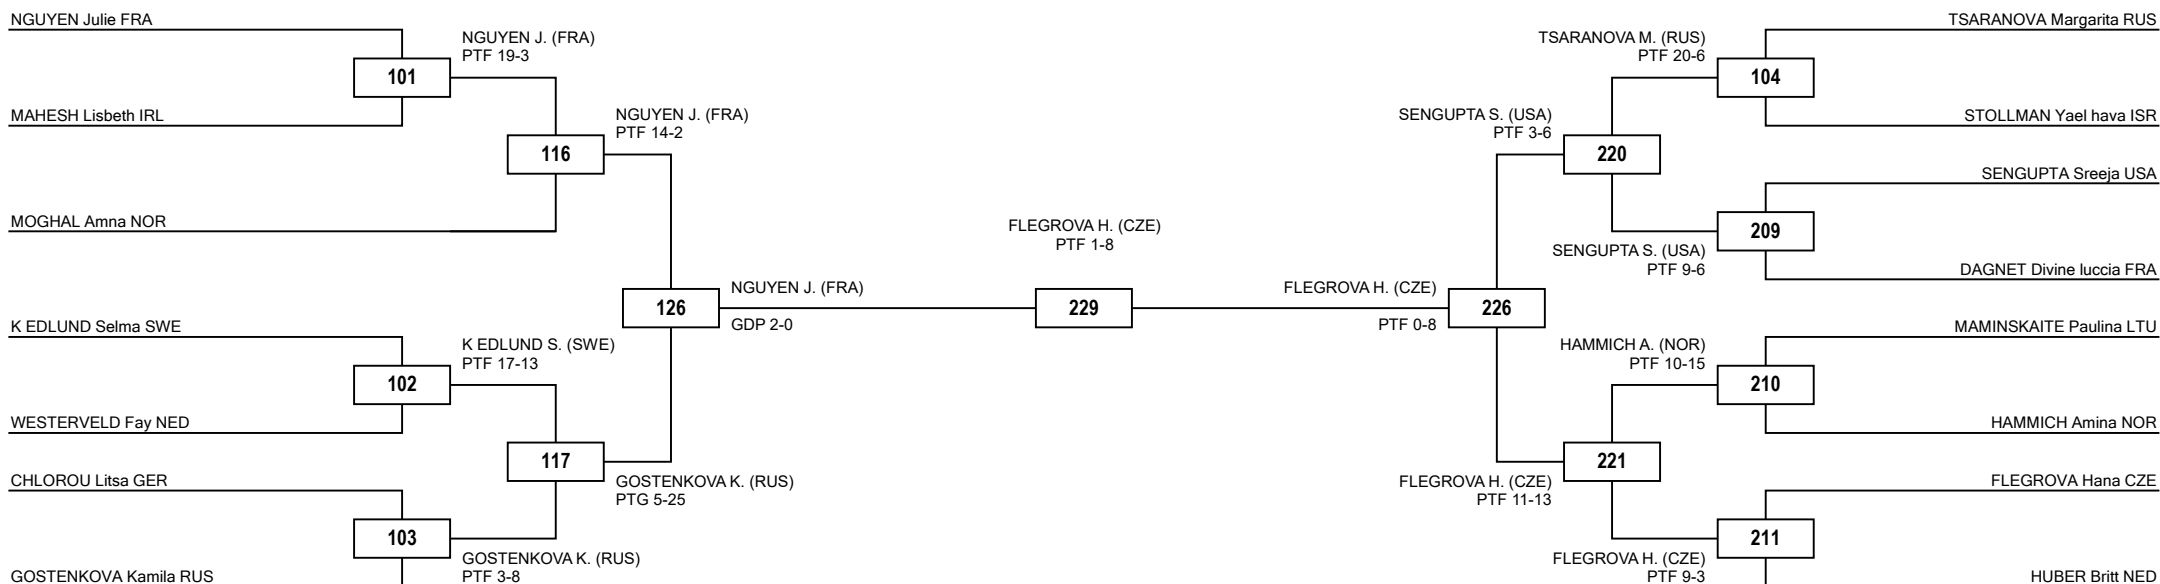 NGUYEN Julie FRA
NGUYEN J. (FRA)
PTF 19-3
101
MAHESH Lisbeth IRL
NGUYEN J. (FRA)
PTF 14-2
116
MOGHAL Amna NOR
K EDLUND Selma SWE
K EDLUND S. (SWE)
PTF 17-13
102
WESTERVELD Fay NED
117
CHLOROU Litsa GER
GOSTENKOVA K. (RUS)
PTG 5-25
103
GOSTENKOVA K. (RUS)
PTF 3-8
GOSTENKOVA Kamila RUS
126
NGUYEN J. (FRA)
GDP 2-0
FLEGROVA H. (CZE)
PTF 1-8
229
FLEGROVA H. (CZE)
PTF 0-8
226
TSARANOVA Margarita RUS
TSARANOVA M. (RUS)
PTF 20-6
104
STOLLMAN Yael hava ISR
SENGUPTA S. (USA)
PTF 3-6
220
SENGUPTA Sreeja USA
209
SENGUPTA S. (USA)
PTF 9-6
DAGNET Divine luccia FRA
MAMINSKAITE Paulina LTU
HAMMICH A. (NOR)
PTF 10-15
210
HAMMICH Amina NOR
221
FLEGROVA H. (CZE)
PTF 11-13
FLEGROVA Hana CZE
211
FLEGROVA H. (CZE)
PTF 9-3
HUBER Britt NED